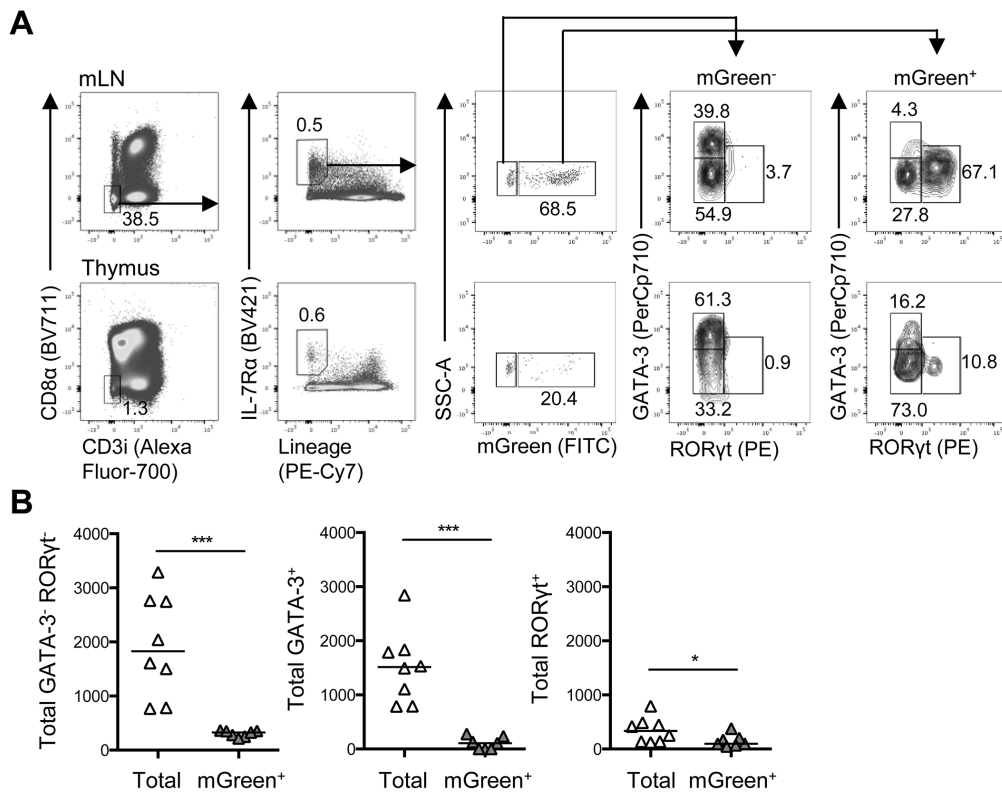 A
mLN
mGreen⁻
mGreen⁺
38.5
0.5
68.5
39.8
3.7
54.9
4.3
67.1
27.8
Thymus
1.3
0.6
20.4
61.3
0.9
33.2
16.2
10.8
73.0
CD8α (BV711)
IL-7Rα (BV421)
SSC-A
GATA-3 (PerCp710)
GATA-3 (PerCp710)
CD3i (Alexa
Fluor-700)
Lineage
(PE-Cy7)
mGreen (FITC)
RORγt (PE)
RORγt (PE)
B
Total GATA-3⁻ RORγt⁻
4000
3000
2000
1000
0
***
Total
mGreen⁺
Total GATA-3⁺
4000
3000
2000
1000
0
***
Total
mGreen⁺
Total RORγt⁺
4000
3000
2000
1000
0
*
Total
mGreen⁺